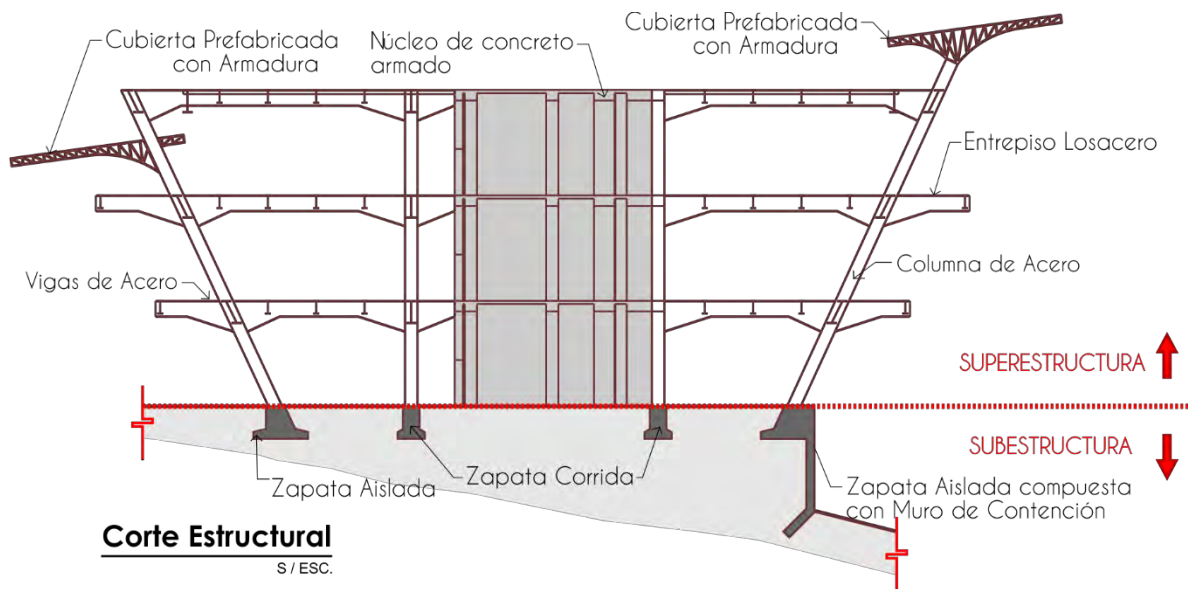 Cubierta Prefabricada
con Armadura
Núcleo de concreto
armado
Cubierta Prefabricada
con Armadura
Entrepiso Losacero
Vigas de Acero
Columna de Acero
SUPERESTRUCTURA
SUBESTRUCTURA
Zapata Aislada
Zapata Corrida
Zapata Aislada compuesta
con Muro de Contención
Corte Estructural
S / ESC.